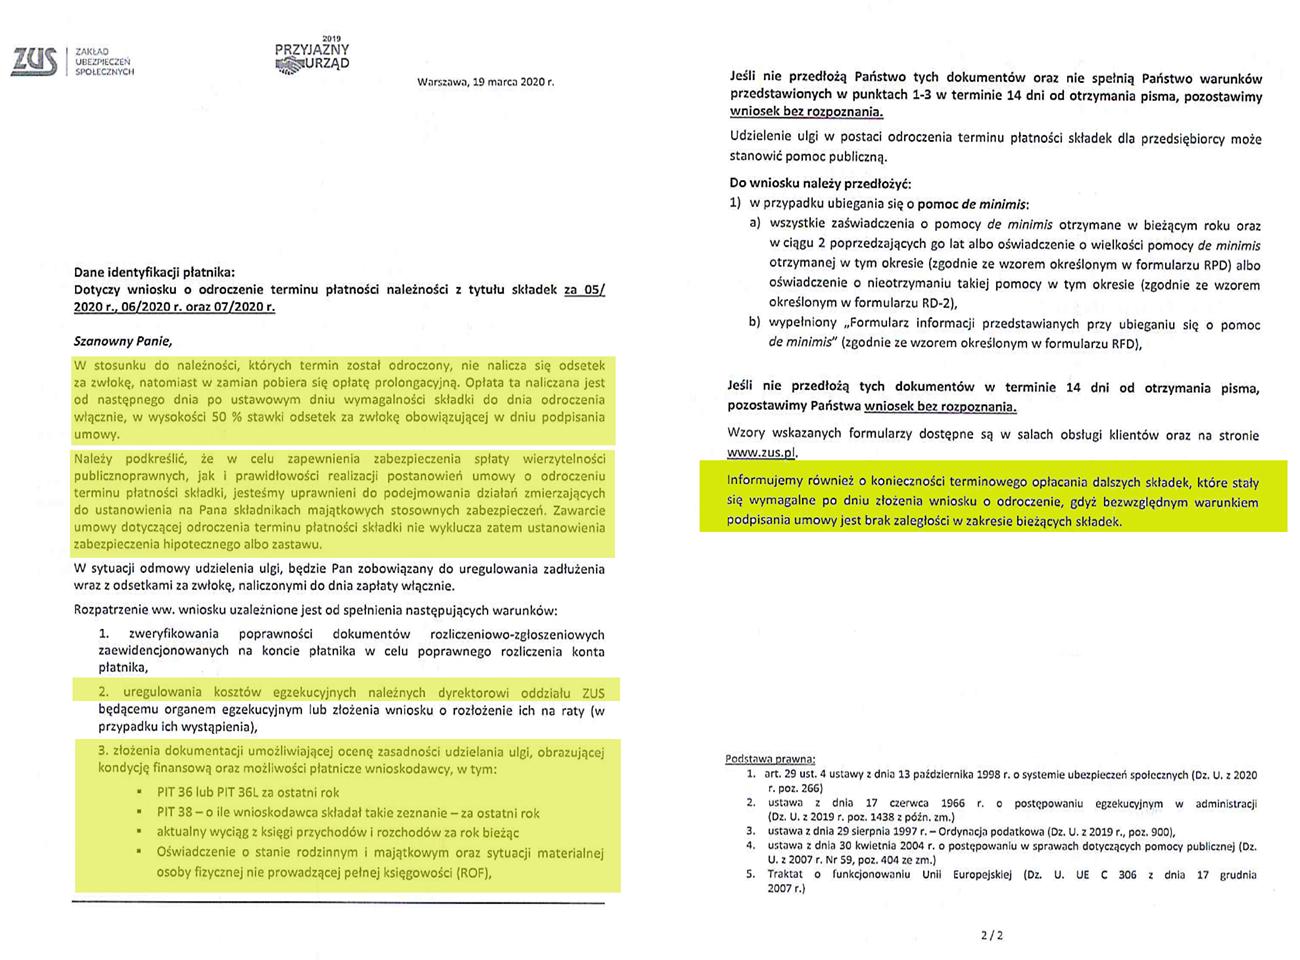 ZUS
ZAKŁAD
UBEZPIECZEŃ
SPOŁECZNYCH
2019
PRZYJAZNY
URZĄD
Warszawa, 19 marca 2020 r.
Dane identyfikacji płatnika:
Dotyczy wniosku o odroczenie terminu płatności należności z tytułu składek za 05/
2020 r., 06/2020 r. oraz 07/2020 r.
Szanowny Panie,
W stosunku do należności, których termin został odroczony, nie nalicza się odsetek
za zwłokę, natomiast w zamian pobiera się opłatę prolongacyjną. Opłata ta naliczana jest
od następnego dnia po ustawowym dniu wymagalności składki do dnia odroczenia
włącznie, w wysokości 50 % stawki odsetek za zwłokę obowiązującej w dniu podpisania
umowy.
Należy podkreślić, że w celu zapewnienia zabezpieczenia spłaty wierzytelności
publicznoprawnych, jak i prawidłowości realizacji postanowień umowy o odroczeniu
terminu płatności składki, jesteśmy uprawnieni do podejmowania działań zmierzających
do ustanowienia na Pana składnikach majątkowych stosownych zabezpieczeń. Zawarcie
umowy dotyczącej odroczenia terminu płatności składki nie wyklucza zatem ustanowienia
zabezpieczenia hipotecznego albo zastawu.
W sytuacji odmowy udzielenia ulgi, będzie Pan zobowiązany do uregulowania zadłużenia
wraz z odsetkami za zwłokę, naliczonymi do dnia zapłaty włącznie.
Rozpatrzenie ww. wniosku uzależnione jest od spełnienia następujących warunków:
1. zweryfikowania poprawności dokumentów rozliczeniowo-zgłoszeniowych
zaewidencjonowanych na koncie płatnika w celu poprawnego rozliczenia konta
płatnika,
2. uregulowania kosztów egzekucyjnych należnych dyrektorowi oddziału ZUS
będącemu organem egzekucyjnym lub złożenia wniosku o rozłożenie ich na raty (w
przypadku ich wystąpienia),
3. złożenia dokumentacji umożliwiającej ocenę zasadności udzielania ulgi, obrazującej
kondycję finansową oraz możliwości płatnicze wnioskodawcy, w tym:
▪ PIT 36 lub PIT 36L za ostatni rok
▪ PIT 38 – o ile wnioskodawca składał takie zeznanie – za ostatni rok
▪ aktualny wyciąg z księgi przychodów i rozchodów za rok bieżąc
▪ Oświadczenie o stanie rodzinnym i majątkowym oraz sytuacji materialnej
osoby fizycznej nie prowadzącej pełnej księgowości (ROF),
Jeśli nie przedłożą Państwo tych dokumentów oraz nie spełnią Państwo warunków
przedstawionych w punktach 1-3 w terminie 14 dni od otrzymania pisma, pozostawimy
wniosek bez rozpoznania.
Udzielenie ulgi w postaci odroczenia terminu płatności składek dla przedsiębiorcy może
stanowić pomoc publiczną.
Do wniosku należy przedłożyć:
1) w przypadku ubiegania się o pomoc de minimis:
a) wszystkie zaświadczenia o pomocy de minimis otrzymane w bieżącym roku oraz
w ciągu 2 poprzedzających go lat albo oświadczenie o wielkości pomocy de minimis
otrzymanej w tym okresie (zgodnie ze wzorem określonym w formularzu RPD) albo
oświadczenie o nieotrzymaniu takiej pomocy w tym okresie (zgodnie ze wzorem
określonym w formularzu RD-2),
b) wypełniony „Formularz informacji przedstawianych przy ubieganiu się o pomoc
de minimis" (zgodnie ze wzorem określonym w formularzu RFD),
Jeśli nie przedłożą tych dokumentów w terminie 14 dni od otrzymania pisma,
pozostawimy Państwa wniosek bez rozpoznania.
Wzory wskazanych formularzy dostępne są w salach obsługi klientów oraz na stronie
www.zus.pl.
Informujemy również o konieczności terminowego opłacania dalszych składek, które stały
się wymagalne po dniu złożenia wniosku o odroczenie, gdyż bezwzględnym warunkiem
podpisania umowy jest brak zaległości w zakresie bieżących składek.
Podstawa prawna:
1. art. 29 ust. 4 ustawy z dnia 13 października 1998 r. o systemie ubezpieczeń społecznych (Dz. U. z 2020
r. poz. 266)
2. ustawa z dnia 17 czerwca 1966 r. o postępowaniu egzekucyjnym w administracji
(Dz. U. z 2019 r. poz. 1438 z późn. zm.)
3. ustawa z dnia 29 sierpnia 1997 r. – Ordynacja podatkowa (Dz. U. z 2019 r., poz. 900),
4. ustawa z dnia 30 kwietnia 2004 r. o postępowaniu w sprawach dotyczących pomocy publicznej (Dz.
U. z 2007 r. Nr 59, poz. 404 ze zm.)
5. Traktat o funkcjonowaniu Unii Europejskiej (Dz. U. UE C 306 z dnia 17 grudnia
2007 r.)
2 / 2